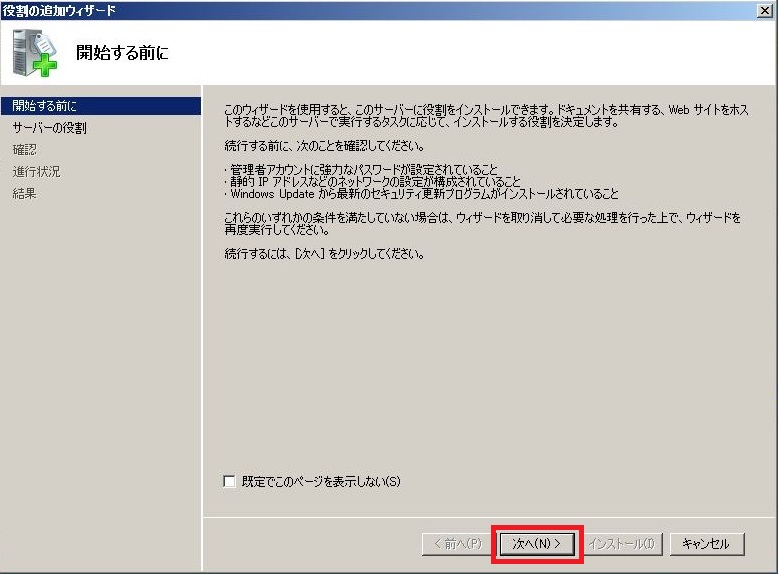 役割の追加ウィザード
開始する前に
開始する前に
サーバーの役割
確認
進行状況
結果
このウィザードを使用すると、このサーバーに役割をインストールできます。ドキュメントを共有する、Web サイトをホス
トするなどこのサーバーで実行するタスクに応じて、インストールする役割を決定します。
続行する前に、次のことを確認してください。
・管理者アカウントに強力なパスワードが設定されていること
・静的 IP アドレスなどのネットワークの設定が構成されていること
・Windows Update から最新のセキュリティ更新プログラムがインストールされていること
これらのいずれかの条件を満たしていない場合は、ウィザードを取り消して必要な処理を行った上で、ウィザードを
再度実行してください。
続行するには、[次へ] をクリックしてください。
既定でこのページを表示しない(S)
< 前へ(P)
次へ(N) >
インストール(I)
キャンセル